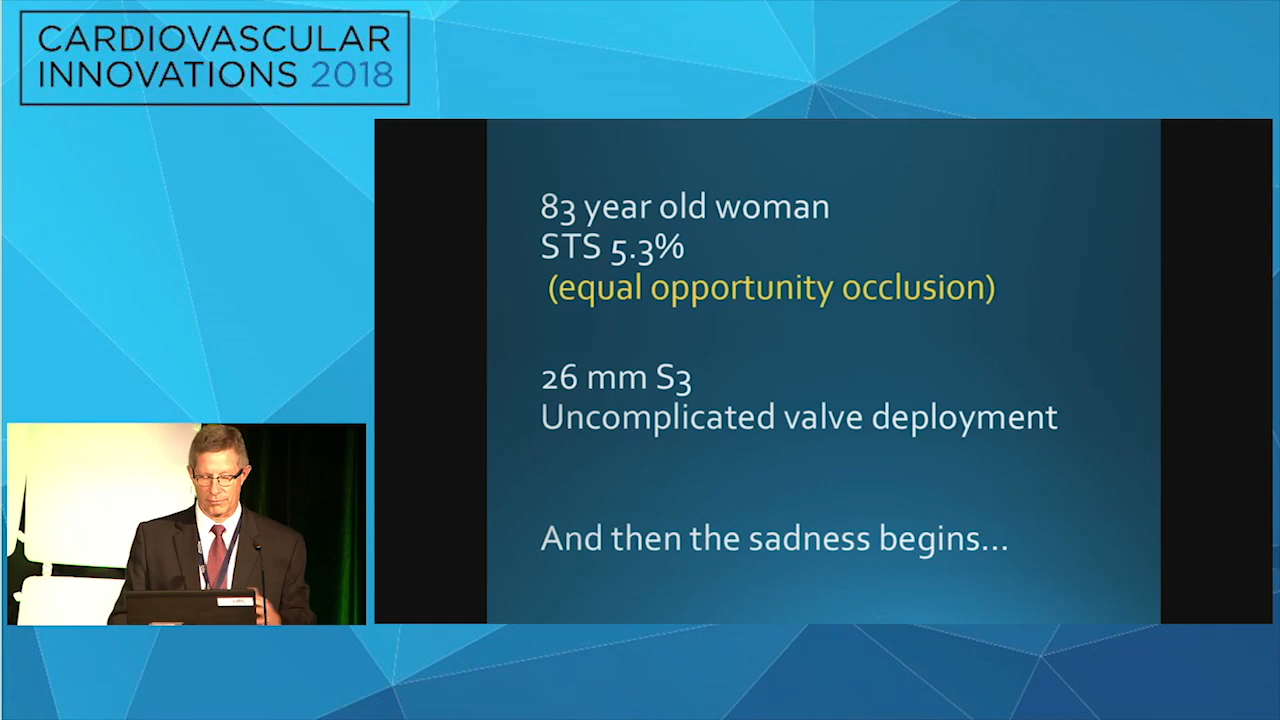 CARDIOVASCULAR
INNOVATIONS 2018
83 year old woman
STS 5.3%
(equal opportunity occlusion)
26 mm S3
Uncomplicated valve deployment
And then the sadness begins...